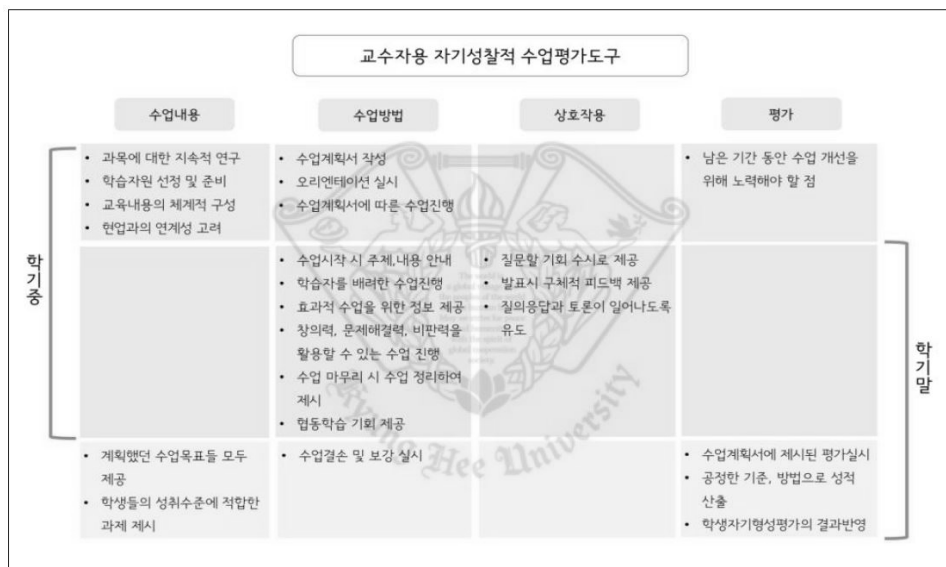 교수자용 자기성찰적 수업평가도구
수업내용
수업방법
상호작용
평가
학기중
• 과목에 대한 지속적 연구
• 학습자원 선정 및 준비
• 교육내용의 체계적 구성
• 현업과의 연계성 고려
• 수업계획서 작성
• 오리엔테이션 실시
• 수업계획서에 따른 수업진행
• 남은 기간 동안 수업 개선을
위해 노력해야 할 점
• 수업시작 시 주제,내용 안내
• 학습자를 배려한 수업진행
• 효과적 수업을 위한 정보 제공
• 창의력, 문제해결력, 비판력을
활용할 수 있는 수업 진행
• 수업 마무리 시 수업 정리하여
제시
• 협동학습 기회 제공
• 질문할 기회 수시로 제공
• 발표시 구체적 피드백 제공
• 질의응답과 토론이 일어나도록
유도
학기말
• 계획했던 수업목표들 모두
제공
• 학생들의 성취수준에 적합한
과제 제시
• 수업결손 및 보강 실시
• 수업계획서에 제시된 평가실시
• 공정한 기준, 방법으로 성적
산출
• 학생자기형성평가의 결과반영
Kyung Hee University